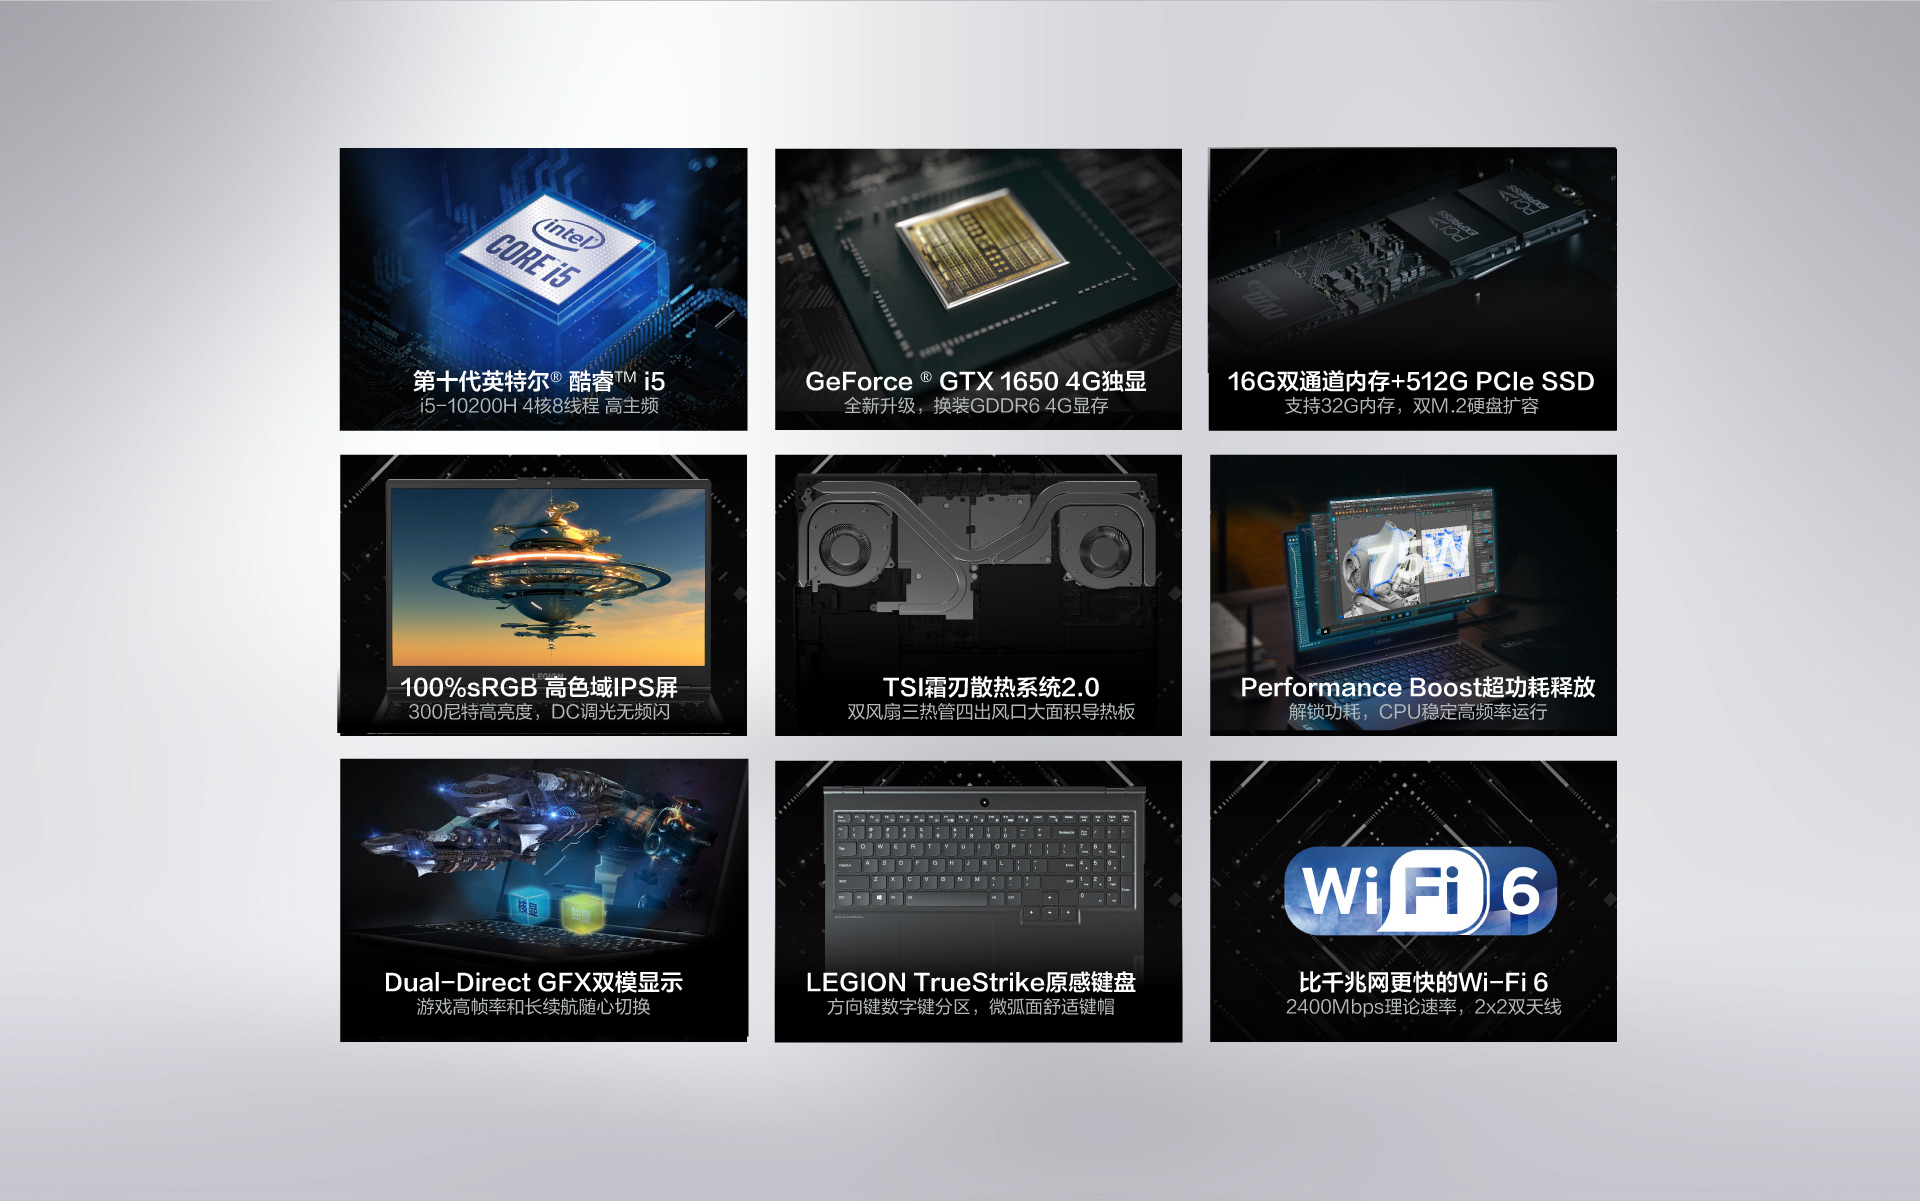 intel
CORE i5
第十代英特尔® 酷睿™ i5
i5-10200H 4核8线程 高主频
GeForce ® GTX 1650 4G独显
全新升级，换装GDDR6 4G显存
PCI EXPRESS
PCI EXPRESS
16G双通道内存+512G PCIe SSD
支持32G内存，双M.2硬盘扩容
LEGION
100%sRGB 高色域IPS屏
300尼特高亮度，DC调光无频闪
TSI霜刃散热系统2.0
双风扇三热管四出风口大面积导热板
75W
Performance Boost超功耗释放
解锁功耗，CPU稳定高频率运行
核显
独显
Dual-Direct GFX双模显示
游戏高帧率和长续航随心切换
LEGION TrueStrike原感键盘
方向键数字键分区，微弧面舒适键帽
WiFi 6
比千兆网更快的Wi-Fi 6
2400Mbps理论速率，2x2双天线